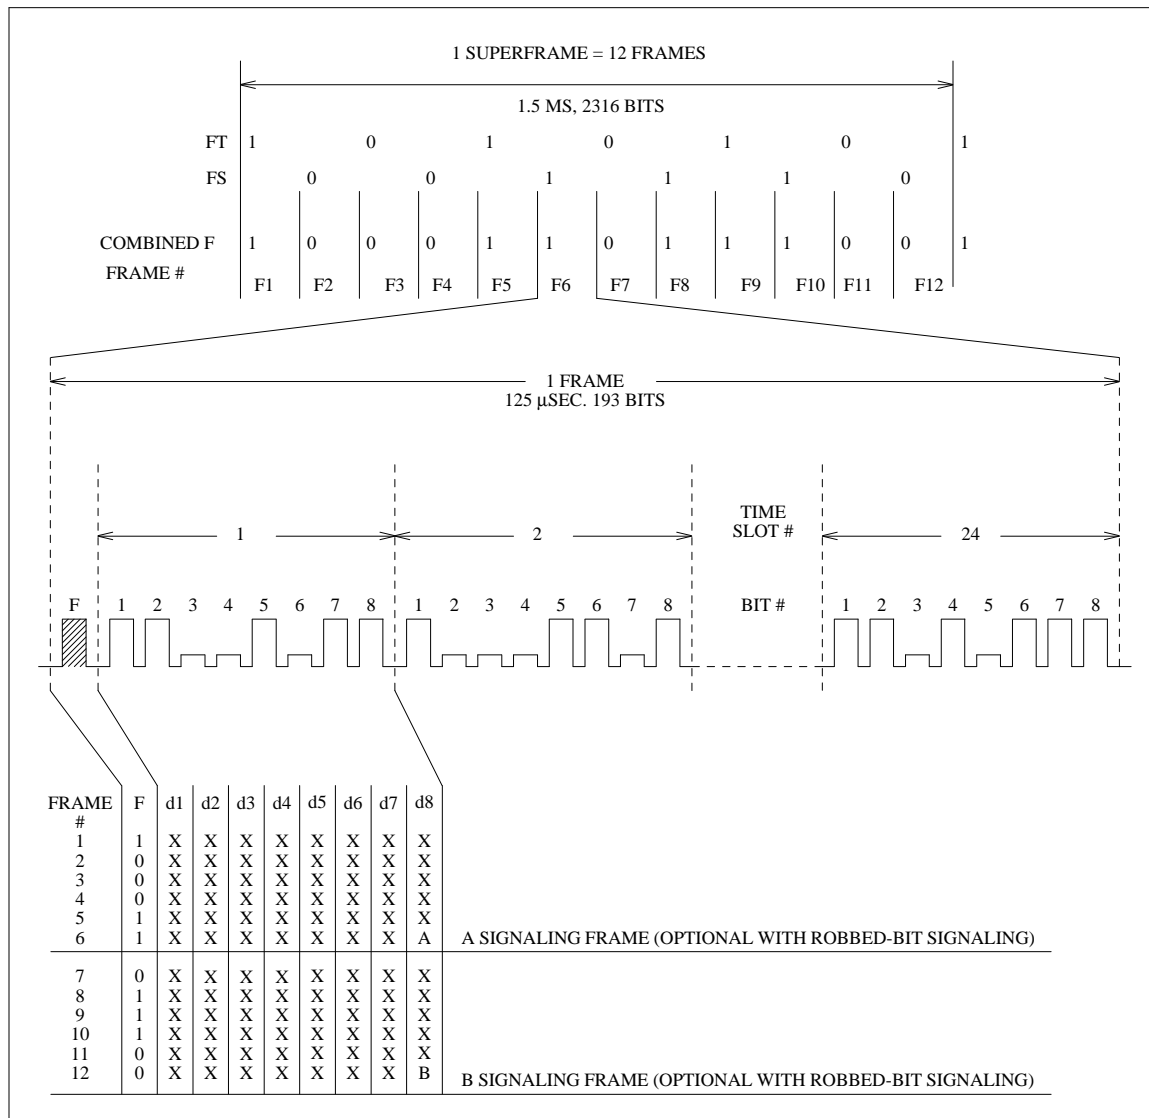 1 SUPERFRAME = 12 FRAMES
1.5 MS, 2316 BITS
FT 1 0 1 0 1 0 1
FS 0 0 1 1 1 0
COMBINED F 1 0 0 0 1 1 0 1 1 1 0 0 1
FRAME # F1 F2 F3 F4 F5 F6 F7 F8 F9 F10 F11 F12
1 FRAME
125 μSEC. 193 BITS
TIME
1 2 SLOT # 24
F 1 2 3 4 5 6 7 8 1 2 3 4 5 6 7 8 BIT # 1 2 3 4 5 6 7 8
FRAME F d1 d2 d3 d4 d5 d6 d7 d8
#
1 1 X X X X X X X X
2 0 X X X X X X X X
3 0 X X X X X X X X
4 0 X X X X X X X X
5 1 X X X X X X X X
6 1 X X X X X X X A A SIGNALING FRAME (OPTIONAL WITH ROBBED-BIT SIGNALING)
7 0 X X X X X X X X
8 1 X X X X X X X X
9 1 X X X X X X X X
10 1 X X X X X X X X
11 0 X X X X X X X X
12 0 X X X X X X X B B SIGNALING FRAME (OPTIONAL WITH ROBBED-BIT SIGNALING)